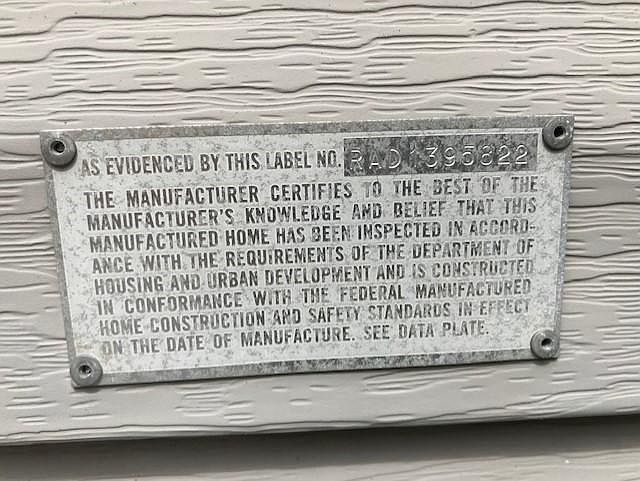 AS EVIDENCED BY THIS LABEL NO. RAD1395822
THE MANUFACTURER CERTIFIES TO THE BEST OF THE
MANUFACTURER'S KNOWLEDGE AND BELIEF THAT THIS
MANUFACTURED HOME HAS BEEN INSPECTED IN ACCORD-
ANCE WITH THE REQUIREMENTS OF THE DEPARTMENT OF
HOUSING AND URBAN DEVELOPMENT AND IS CONSTRUCTED
IN CONFORMANCE WITH THE FEDERAL MANUFACTURED
HOME CONSTRUCTION AND SAFETY STANDARDS IN EFFECT
ON THE DATE OF MANUFACTURE. SEE DATA PLATE.